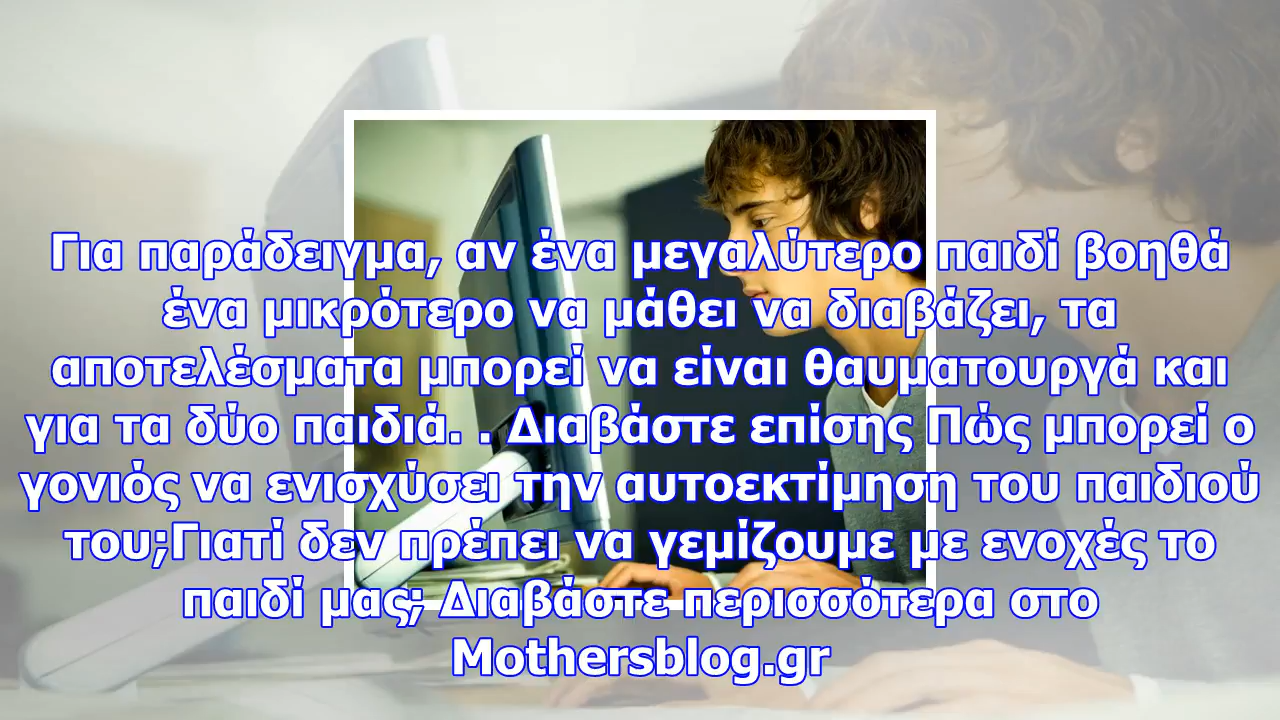 Για παράδειγμα, αν ένα μεγαλύτερο παιδί βοηθά
ένα μικρότερο να μάθει να διαβάζει, τα
αποτελέσματα μπορεί να είναι θαυματουργά και
για τα δύο παιδιά. . Διαβάστε επίσης Πώς μπορεί ο
γονιός να ενισχύσει την αυτοεκτίμηση του παιδιού
του;Γιατί δεν πρέπει να γεμίζουμε με ενοχές το
παιδί μας; Διαβάστε περισσότερα στο
Mothersblog.gr